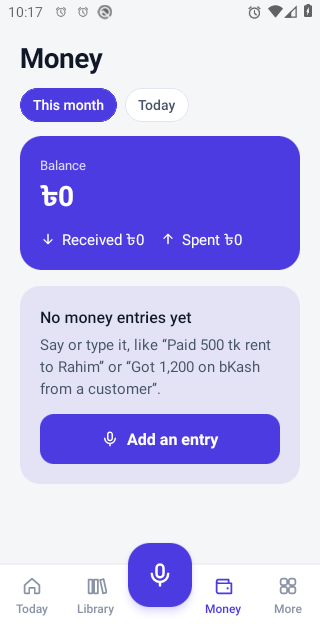 10:17
Money
This month
Today
Balance
৳0
Received ৳0
Spent ৳0
No money entries yet
Say or type it, like “Paid 500 tk rent
to Rahim” or “Got 1,200 on bKash
from a customer”.
Add an entry
Today
Library
Money
More